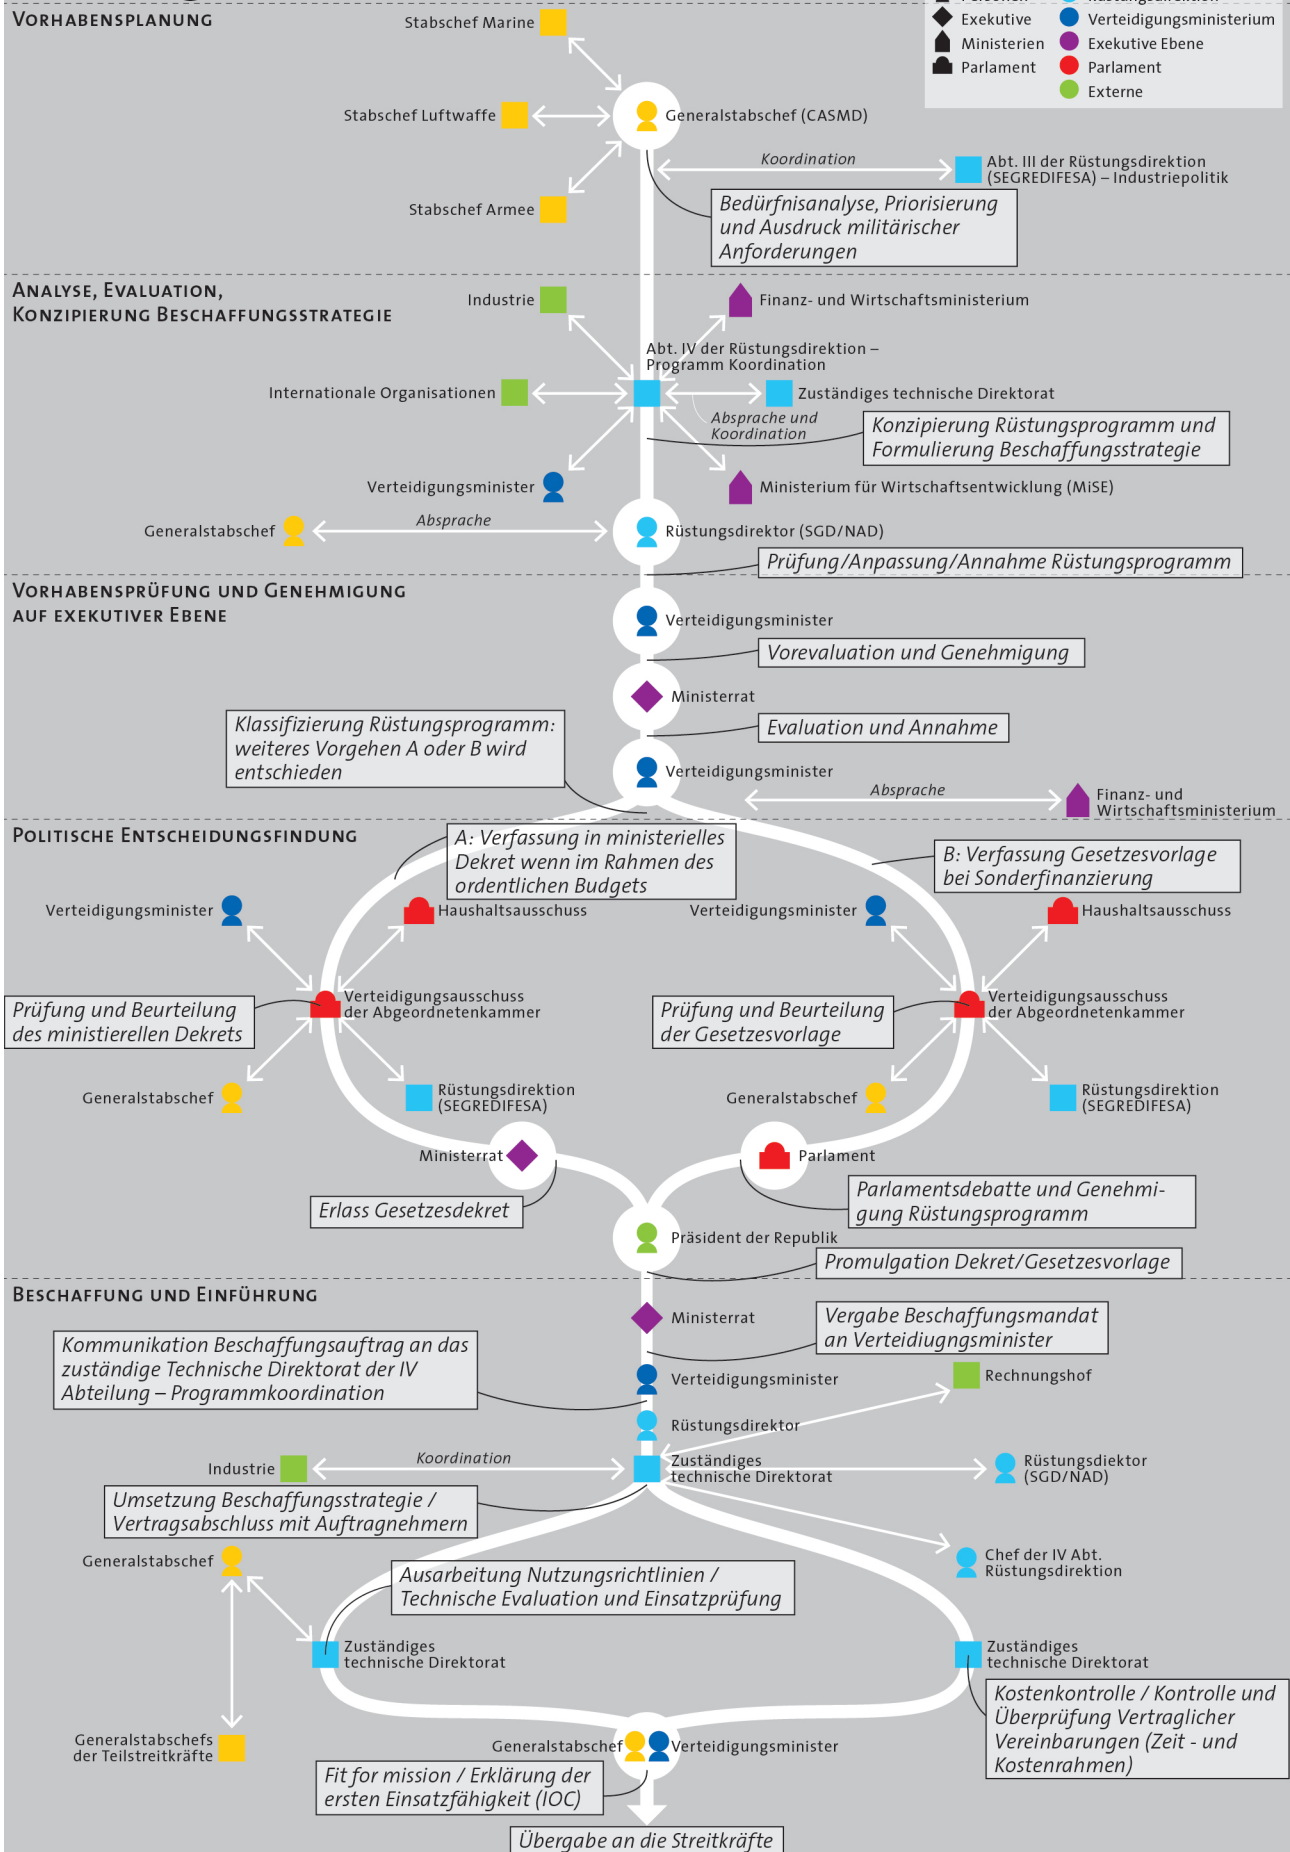 VORHABENSPLANUNG
Stabschef Marine
Exekutive
Verteidigungsministerium
Ministerien
Exekutive Ebene
Parlament
Parlament
Externe
Stabschef Luftwaffe
Generalstabschef (CASMD)
Koordination
Abt. III der Rüstungsdirektion
(SEGREDIFESA) – Industriepolitik
Stabschef Armee
Bedürfnisanalyse, Priorisierung
und Ausdruck militärischer
Anforderungen
ANALYSE, EVALUATION,
KONZIPIERUNG BESCHAFFUNGSSTRATEGIE
Industrie
Finanz- und Wirtschaftsministerium
Abt. IV der Rüstungsdirektion –
Programm Koordination
Internationale Organisationen
Zuständiges technische Direktorat
Absprache und
Koordination
Konzipierung Rüstungsprogramm und
Formulierung Beschaffungsstrategie
Verteidigungsminister
Ministerium für Wirtschaftsentwicklung (MiSE)
Generalstabschef
Absprache
Rüstungsdirektor (SGD/NAD)
Prüfung/Anpassung/Annahme Rüstungsprogramm
VORHABENSPRÜFUNG UND GENEHMIGUNG
AUF EXEKUTIVER EBENE
Verteidigungsminister
Vorevaluation und Genehmigung
Ministerrat
Klassifizierung Rüstungsprogramm:
weiteres Vorgehen A oder B wird
entschieden
Evaluation und Annahme
Verteidigungsminister
Absprache
Finanz- und
Wirtschaftsministerium
POLITISCHE ENTSCHEIDUNGSFINDUNG
A: Verfassung in ministerielles
Dekret wenn im Rahmen des
ordentlichen Budgets
B: Verfassung Gesetzesvorlage
bei Sonderfinanzierung
Verteidigungsminister
Haushaltsausschuss
Verteidigungsminister
Haushaltsausschuss
Prüfung und Beurteilung
des ministierellen Dekrets
Verteidigungsausschuss
der Abgeordnetenkammer
Prüfung und Beurteilung
der Gesetzesvorlage
Verteidigungsausschuss
der Abgeordnetenkammer
Generalstabschef
Rüstungsdirektion
(SEGREDIFESA)
Generalstabschef
Rüstungsdirektion
(SEGREDIFESA)
Ministerrat
Parlament
Erlass Gesetzesdekret
Parlamentsdebatte und Genehmi-
gung Rüstungsprogramm
Präsident der Republik
Promulgation Dekret/Gesetzesvorlage
BESCHAFFUNG UND EINFÜHRUNG
Ministerrat
Vergabe Beschaffungsmandat
an Verteidiugngsminister
Kommunikation Beschaffungsauftrag an das
zuständige Technische Direktorat der IV
Abteilung – Programmkoordination
Verteidigungsminister
Rechnungshof
Rüstungsdirektor
Industrie
Koordination
Zuständiges
technische Direktorat
Rüstungsdiektor
(SGD/NAD)
Umsetzung Beschaffungsstrategie /
Vertragsabschluss mit Auftragnehmern
Generalstabschef
Chef der IV Abt.
Rüstungsdirektion
Ausarbeitung Nutzungsrichtlinien /
Technische Evaluation und Einsatzprüfung
Zuständiges
technische Direktorat
Zuständiges
technische Direktorat
Kostenkontrolle / Kontrolle und
Überprüfung Vertraglicher
Vereinbarungen (Zeit - und
Kostenrahmen)
Generalstabschefs
der Teilstreitkräfte
Generalstabschef
Verteidigungsminister
Fit for mission / Erklärung der
ersten Einsatzfähigkeit (IOC)
Übergabe an die Streitkräfte